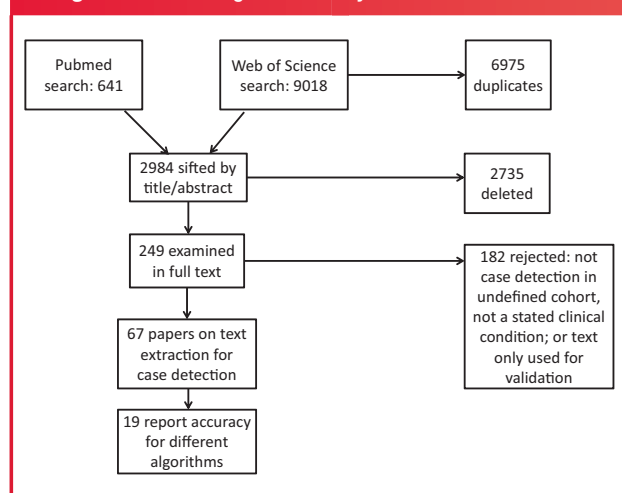 Pubmed
search: 641
Web of Science
search: 9018
6975
duplicates
2984 sifted by
title/abstract
2735
deleted
249 examined
in full text
182 rejected: not
case detection in
undefined cohort,
not a stated clinical
condition; or text
only used for
validation
67 papers on text
extraction for
case detection
19 report accuracy
for different
algorithms